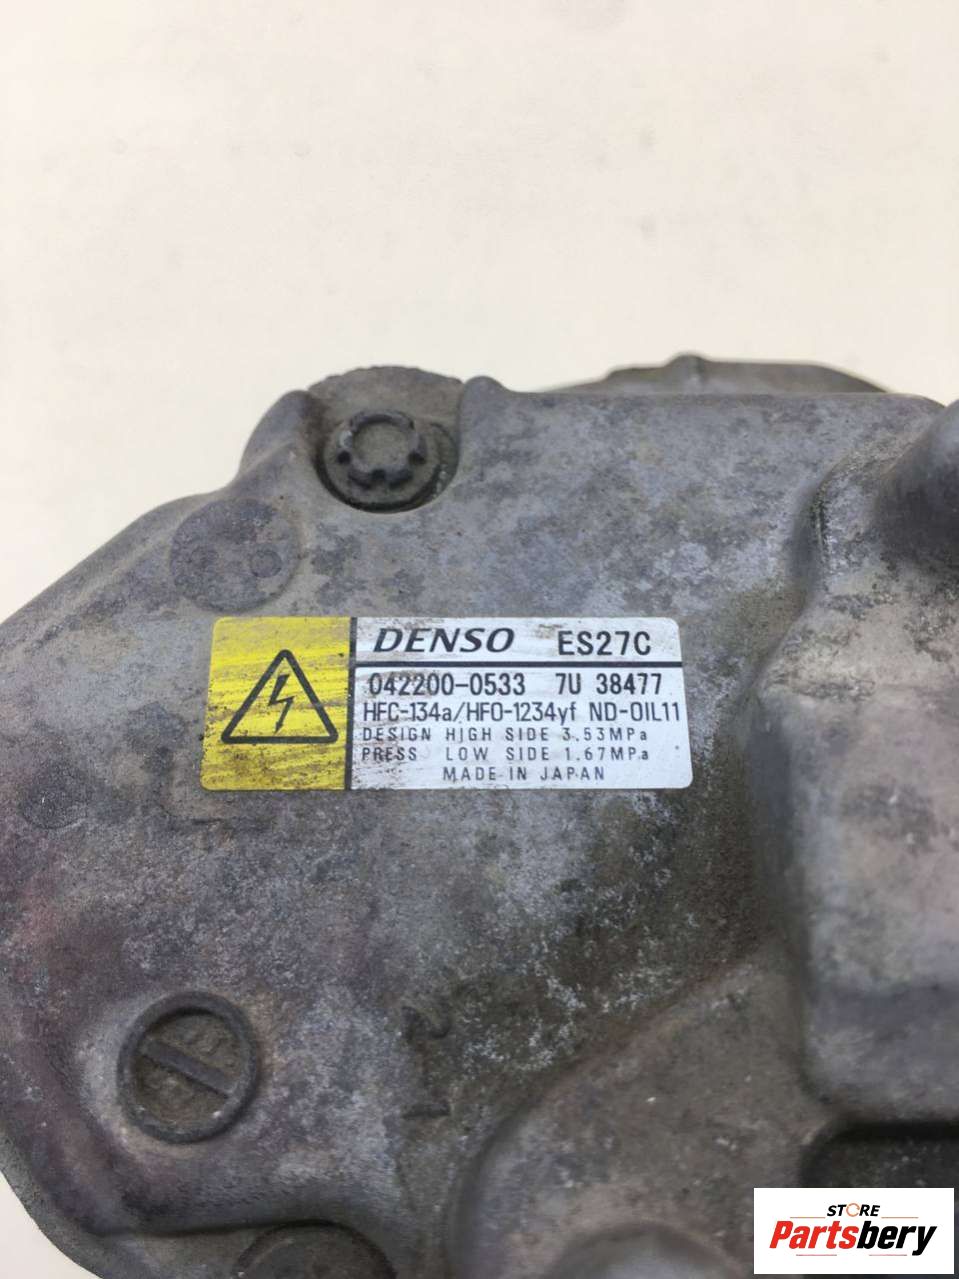 DENSO ES27C
042200-0533 7U 38477
HFC-134a/HFO-1234yf ND-OIL11
DESIGN HIGH SIDE 3.53MPa
PRESS LOW SIDE 1.67MPa
MADE IN JAPAN
STORE
Partsbery